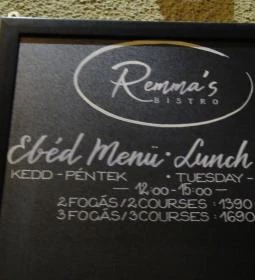 Remma's
BISTRO
Ebéd Menü · Lunch
KEDD - PÉNTEK · TUESDAY -
— 12:00-15:00 —
2 FOGÁS / 2 COURSES : 1390
3 FOGÁS / 3 COURSES : 1690